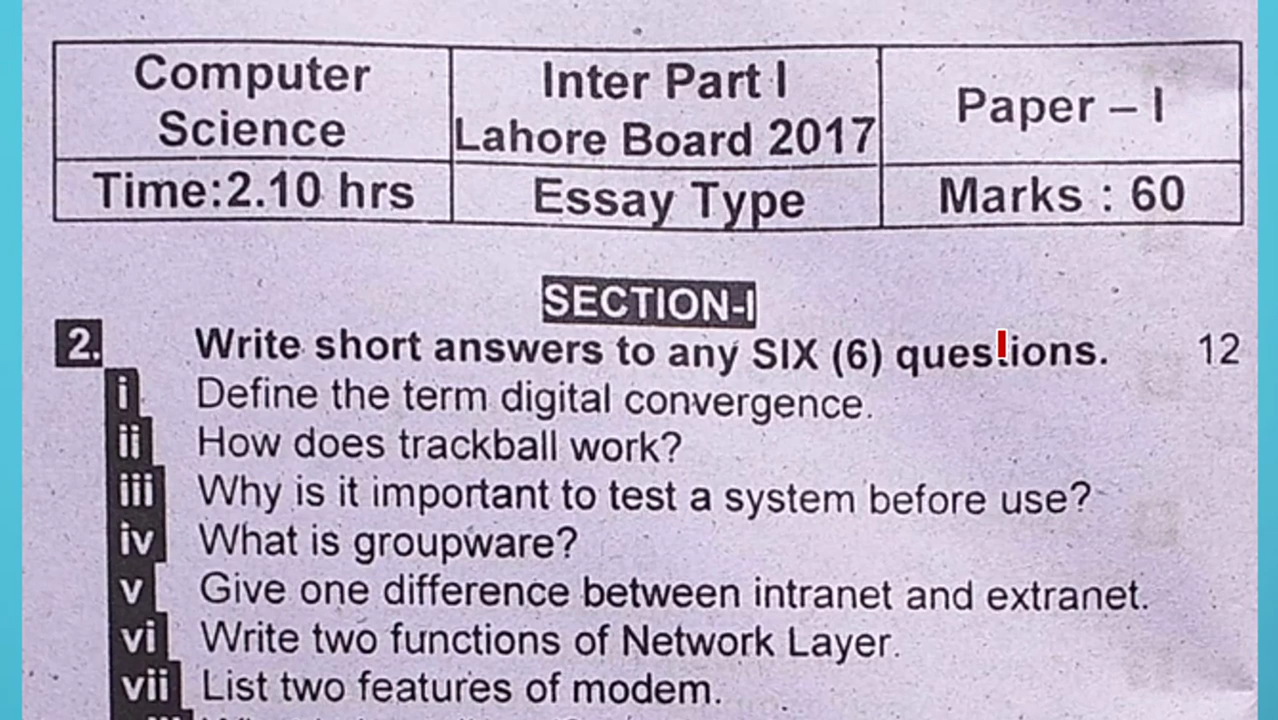 Computer
Science
Inter Part I
Lahore Board 2017
Paper – I
Time:2.10 hrs
Essay Type
Marks : 60
SECTION-I
2. Write short answers to any SIX (6) questions. 12
i Define the term digital convergence.
ii How does trackball work?
iii Why is it important to test a system before use?
iv What is groupware?
v Give one difference between intranet and extranet.
vi Write two functions of Network Layer.
vii List two features of modem.